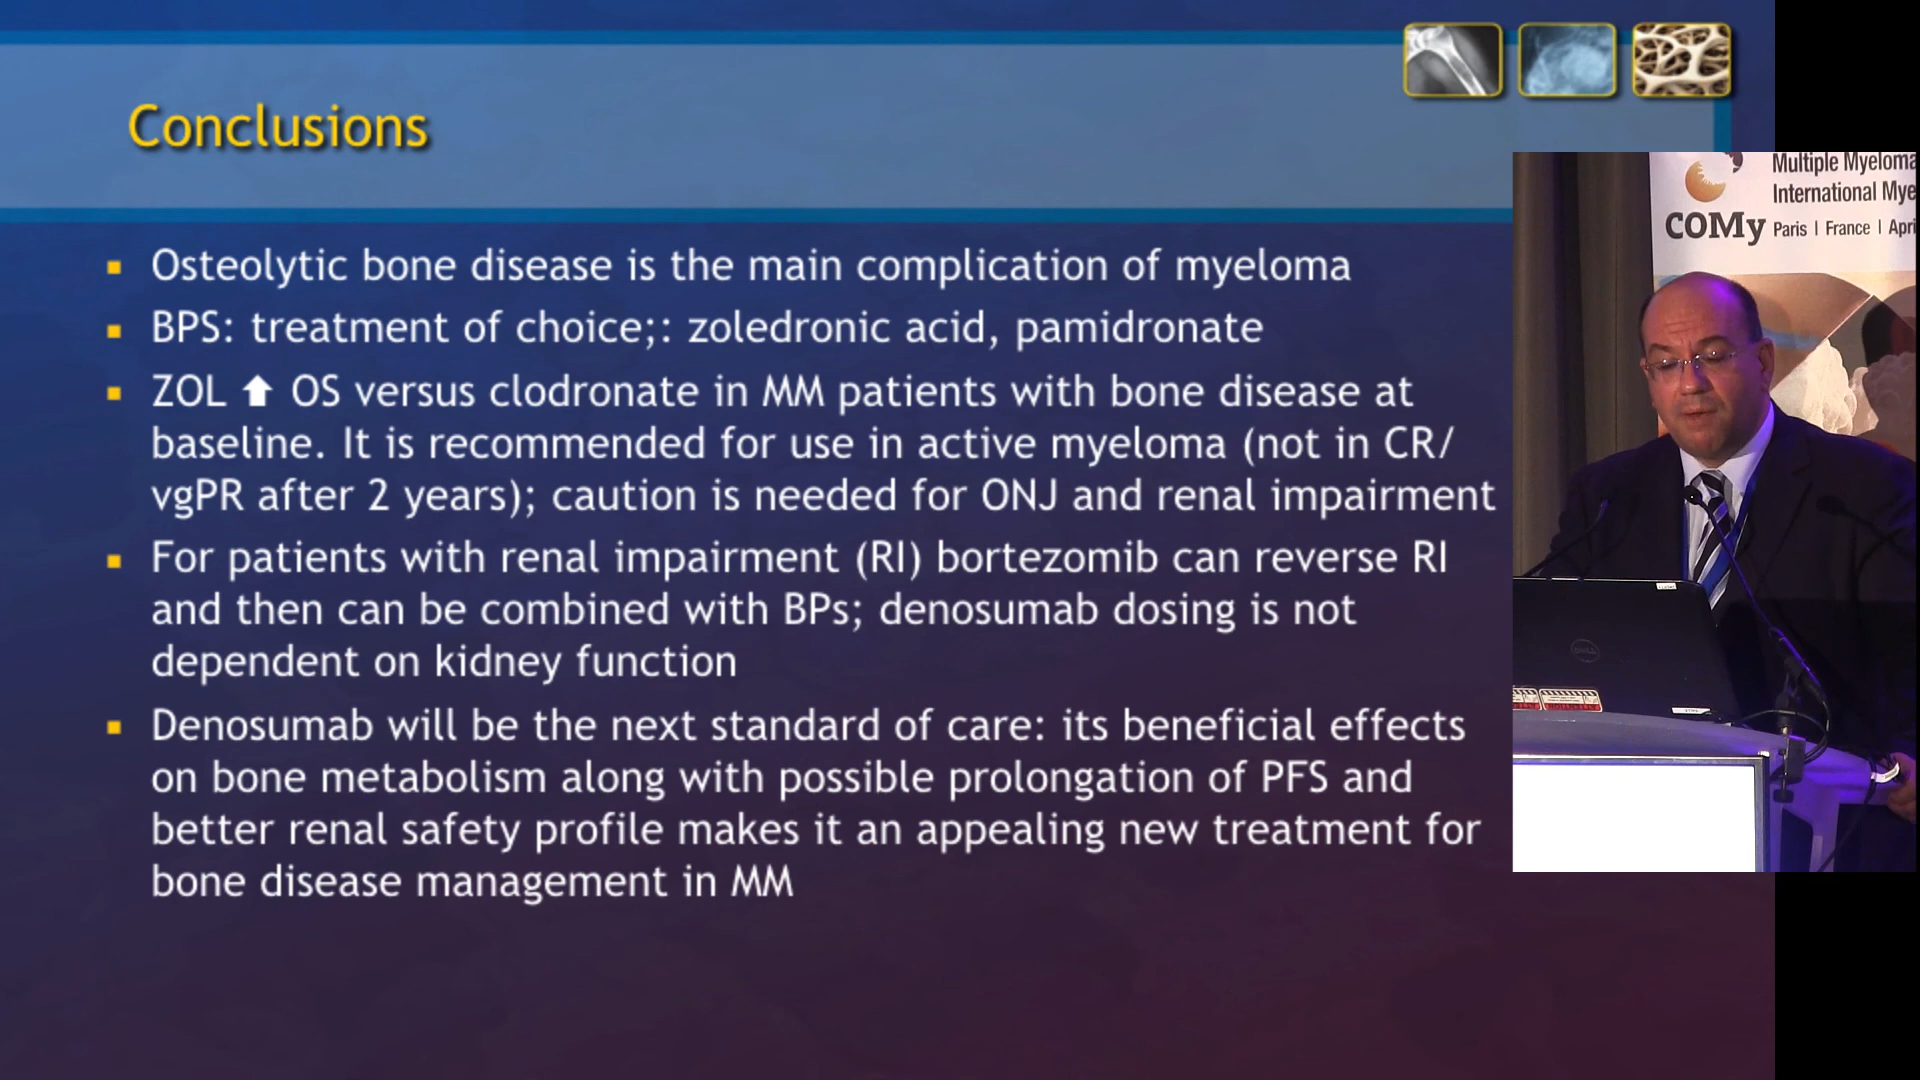 Conclusions
▪ Osteolytic bone disease is the main complication of myeloma
▪ BPS: treatment of choice;: zoledronic acid, pamidronate
▪ ZOL ⬆ OS versus clodronate in MM patients with bone disease at
baseline. It is recommended for use in active myeloma (not in CR/
vgPR after 2 years); caution is needed for ONJ and renal impairment
▪ For patients with renal impairment (RI) bortezomib can reverse RI
and then can be combined with BPs; denosumab dosing is not
dependent on kidney function
▪ Denosumab will be the next standard of care: its beneficial effects
on bone metabolism along with possible prolongation of PFS and
better renal safety profile makes it an appealing new treatment for
bone disease management in MM
Multiple Myeloma
International Mye
COMy
Paris | France | Apri
DELL